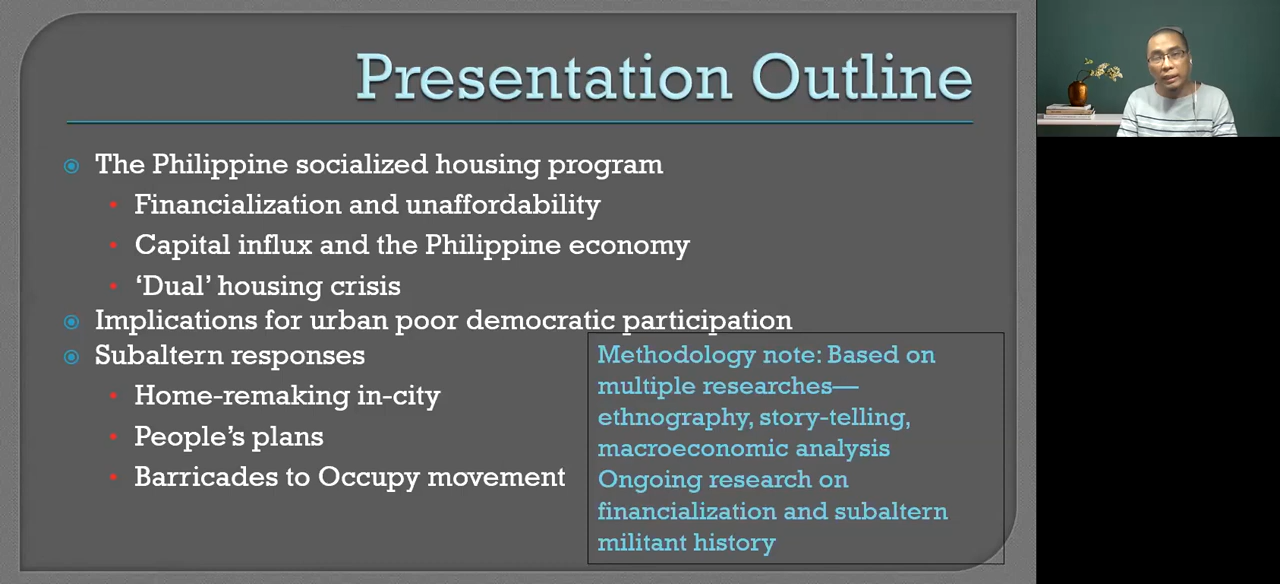 Presentation Outline
The Philippine socialized housing program
Financialization and unaffordability
Capital influx and the Philippine economy
‘Dual’ housing crisis
Implications for urban poor democratic participation
Subaltern responses
Home-remaking in-city
People’s plans
Barricades to Occupy movement
Methodology note: Based on
multiple researches—
ethnography, story-telling,
macroeconomic analysis
Ongoing research on
financialization and subaltern
militant history